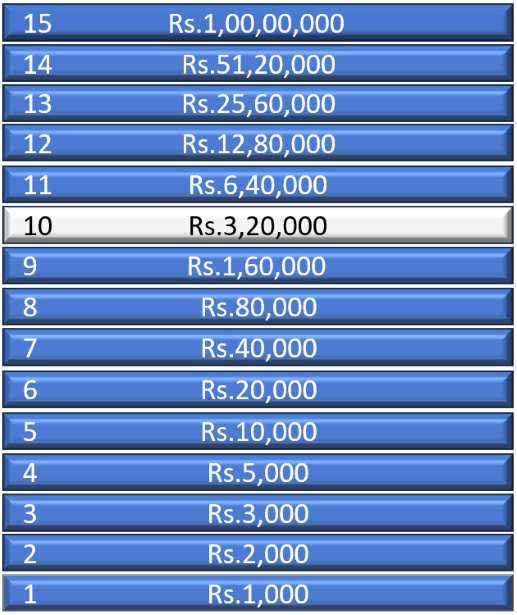 15 Rs.1,00,00,000
14 Rs.51,20,000
13 Rs.25,60,000
12 Rs.12,80,000
11 Rs.6,40,000
10 Rs.3,20,000
9 Rs.1,60,000
8 Rs.80,000
7 Rs.40,000
6 Rs.20,000
5 Rs.10,000
4 Rs.5,000
3 Rs.3,000
2 Rs.2,000
1 Rs.1,000